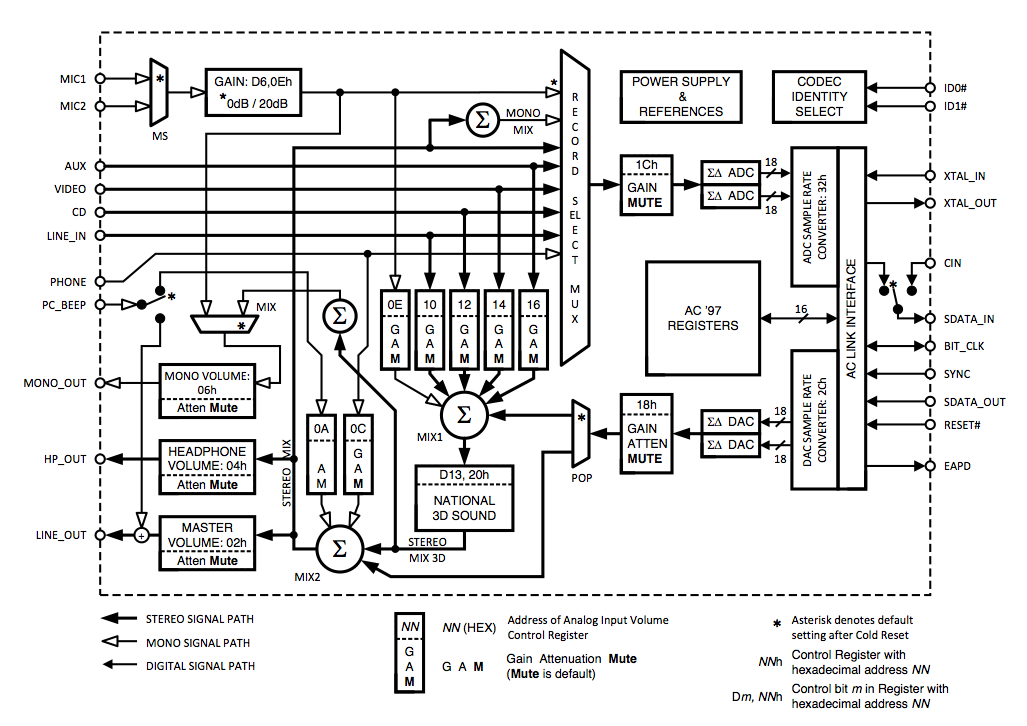 MIC1
MIC2
*
MS
GAIN: D6,0Eh
*0dB / 20dB
*
MONO
MIX
Σ
RECORD SELECT MUX
POWER SUPPLY
&
REFERENCES
CODEC
IDENTITY
SELECT
ID0#
ID1#
AUX
VIDEO
CD
LINE_IN
PHONE
PC_BEEP
*
MIX
*
Σ
1Ch
GAIN
MUTE
ΣΔ ADC
ΣΔ ADC
18
18
ADC SAMPLE RATE
CONVERTER: 32h
AC LINK INTERFACE
XTAL_IN
XTAL_OUT
CIN
*
SDATA_IN
BIT_CLK
SYNC
SDATA_OUT
RESET#
EAPD
AC '97
REGISTERS
16
0E
G
A
M
10
G
A
M
12
G
A
M
14
G
A
M
16
G
A
M
MONO_OUT
MONO VOLUME:
06h
Atten Mute
HP_OUT
HEADPHONE
VOLUME: 04h
Atten Mute
LINE_OUT
+
MASTER
VOLUME: 02h
Atten Mute
STEREO MIX
0A
A
M
0C
G
A
M
Σ
MIX1
D13, 20h
NATIONAL
3D SOUND
STEREO
MIX 3D
Σ
MIX2
*
POP
18h
GAIN
ATTEN
MUTE
ΣΔ DAC
ΣΔ DAC
18
18
DAC SAMPLE RATE
CONVERTER: 2Ch
STEREO SIGNAL PATH
MONO SIGNAL PATH
DIGITAL SIGNAL PATH
NN
G
A
M
NN (HEX)
Address of Analog Input Volume
Control Register
G A M
Gain Attenuation Mute
(Mute is default)
*
Asterisk denotes default
setting after Cold Reset
NNh
Control Register with
hexadecimal address NN
Dm, NNh
Control bit m in Register with
hexadecimal address NN